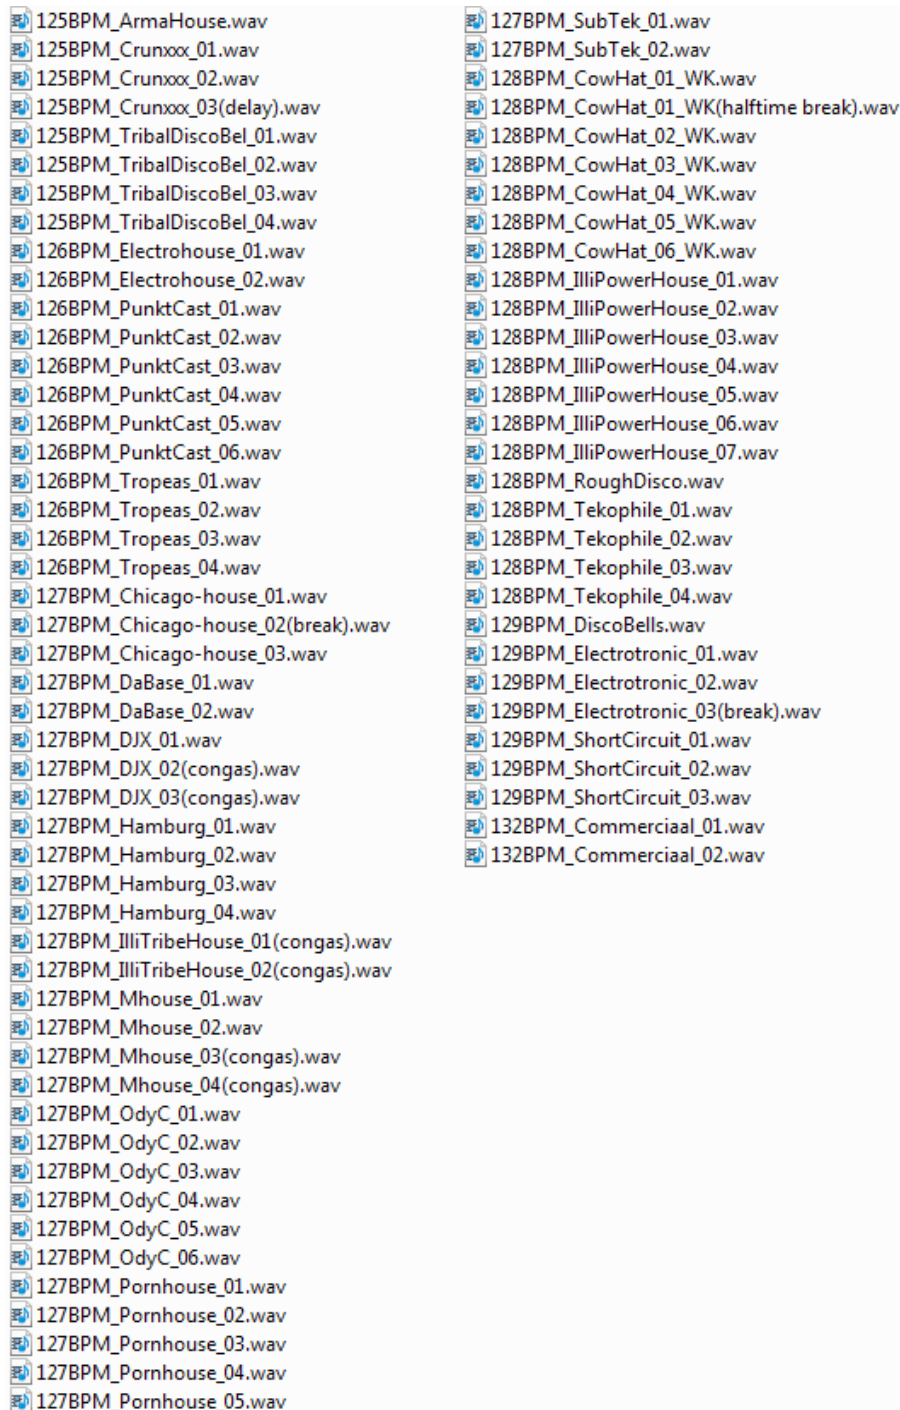 125BPM_ArmaHouse.wav
125BPM_Crunxxx_01.wav
125BPM_Crunxxx_02.wav
125BPM_Crunxxx_03(delay).wav
125BPM_TribalDiscoBel_01.wav
125BPM_TribalDiscoBel_02.wav
125BPM_TribalDiscoBel_03.wav
125BPM_TribalDiscoBel_04.wav
126BPM_Electrohouse_01.wav
126BPM_Electrohouse_02.wav
126BPM_PunktCast_01.wav
126BPM_PunktCast_02.wav
126BPM_PunktCast_03.wav
126BPM_PunktCast_04.wav
126BPM_PunktCast_05.wav
126BPM_PunktCast_06.wav
126BPM_Tropeas_01.wav
126BPM_Tropeas_02.wav
126BPM_Tropeas_03.wav
126BPM_Tropeas_04.wav
127BPM_Chicago-house_01.wav
127BPM_Chicago-house_02(break).wav
127BPM_Chicago-house_03.wav
127BPM_DaBase_01.wav
127BPM_DaBase_02.wav
127BPM_DJX_01.wav
127BPM_DJX_02(congas).wav
127BPM_DJX_03(congas).wav
127BPM_Hamburg_01.wav
127BPM_Hamburg_02.wav
127BPM_Hamburg_03.wav
127BPM_Hamburg_04.wav
127BPM_IlliTribeHouse_01(congas).wav
127BPM_IlliTribeHouse_02(congas).wav
127BPM_Mhouse_01.wav
127BPM_Mhouse_02.wav
127BPM_Mhouse_03(congas).wav
127BPM_Mhouse_04(congas).wav
127BPM_OdyC_01.wav
127BPM_OdyC_02.wav
127BPM_OdyC_03.wav
127BPM_OdyC_04.wav
127BPM_OdyC_05.wav
127BPM_OdyC_06.wav
127BPM_Pornhouse_01.wav
127BPM_Pornhouse_02.wav
127BPM_Pornhouse_03.wav
127BPM_Pornhouse_04.wav
127BPM_Pornhouse_05.wav
127BPM_SubTek_01.wav
127BPM_SubTek_02.wav
128BPM_CowHat_01_WK.wav
128BPM_CowHat_01_WK(halftime break).wav
128BPM_CowHat_02_WK.wav
128BPM_CowHat_03_WK.wav
128BPM_CowHat_04_WK.wav
128BPM_CowHat_05_WK.wav
128BPM_CowHat_06_WK.wav
128BPM_IlliPowerHouse_01.wav
128BPM_IlliPowerHouse_02.wav
128BPM_IlliPowerHouse_03.wav
128BPM_IlliPowerHouse_04.wav
128BPM_IlliPowerHouse_05.wav
128BPM_IlliPowerHouse_06.wav
128BPM_IlliPowerHouse_07.wav
128BPM_RoughDisco.wav
128BPM_Tekophile_01.wav
128BPM_Tekophile_02.wav
128BPM_Tekophile_03.wav
128BPM_Tekophile_04.wav
129BPM_DiscoBells.wav
129BPM_Electrotronic_01.wav
129BPM_Electrotronic_02.wav
129BPM_Electrotronic_03(break).wav
129BPM_ShortCircuit_01.wav
129BPM_ShortCircuit_02.wav
129BPM_ShortCircuit_03.wav
132BPM_Commerciaal_01.wav
132BPM_Commerciaal_02.wav